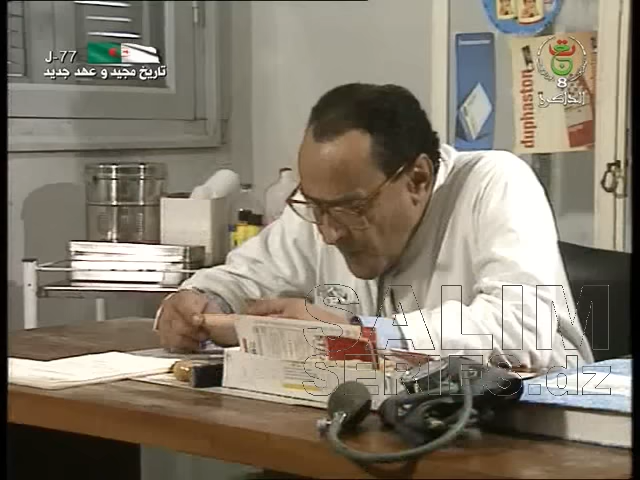 J-77
تاريخ مجيد و عهد جديد
8
الذاكرة
duphaston
SALIM
SERIES.dz